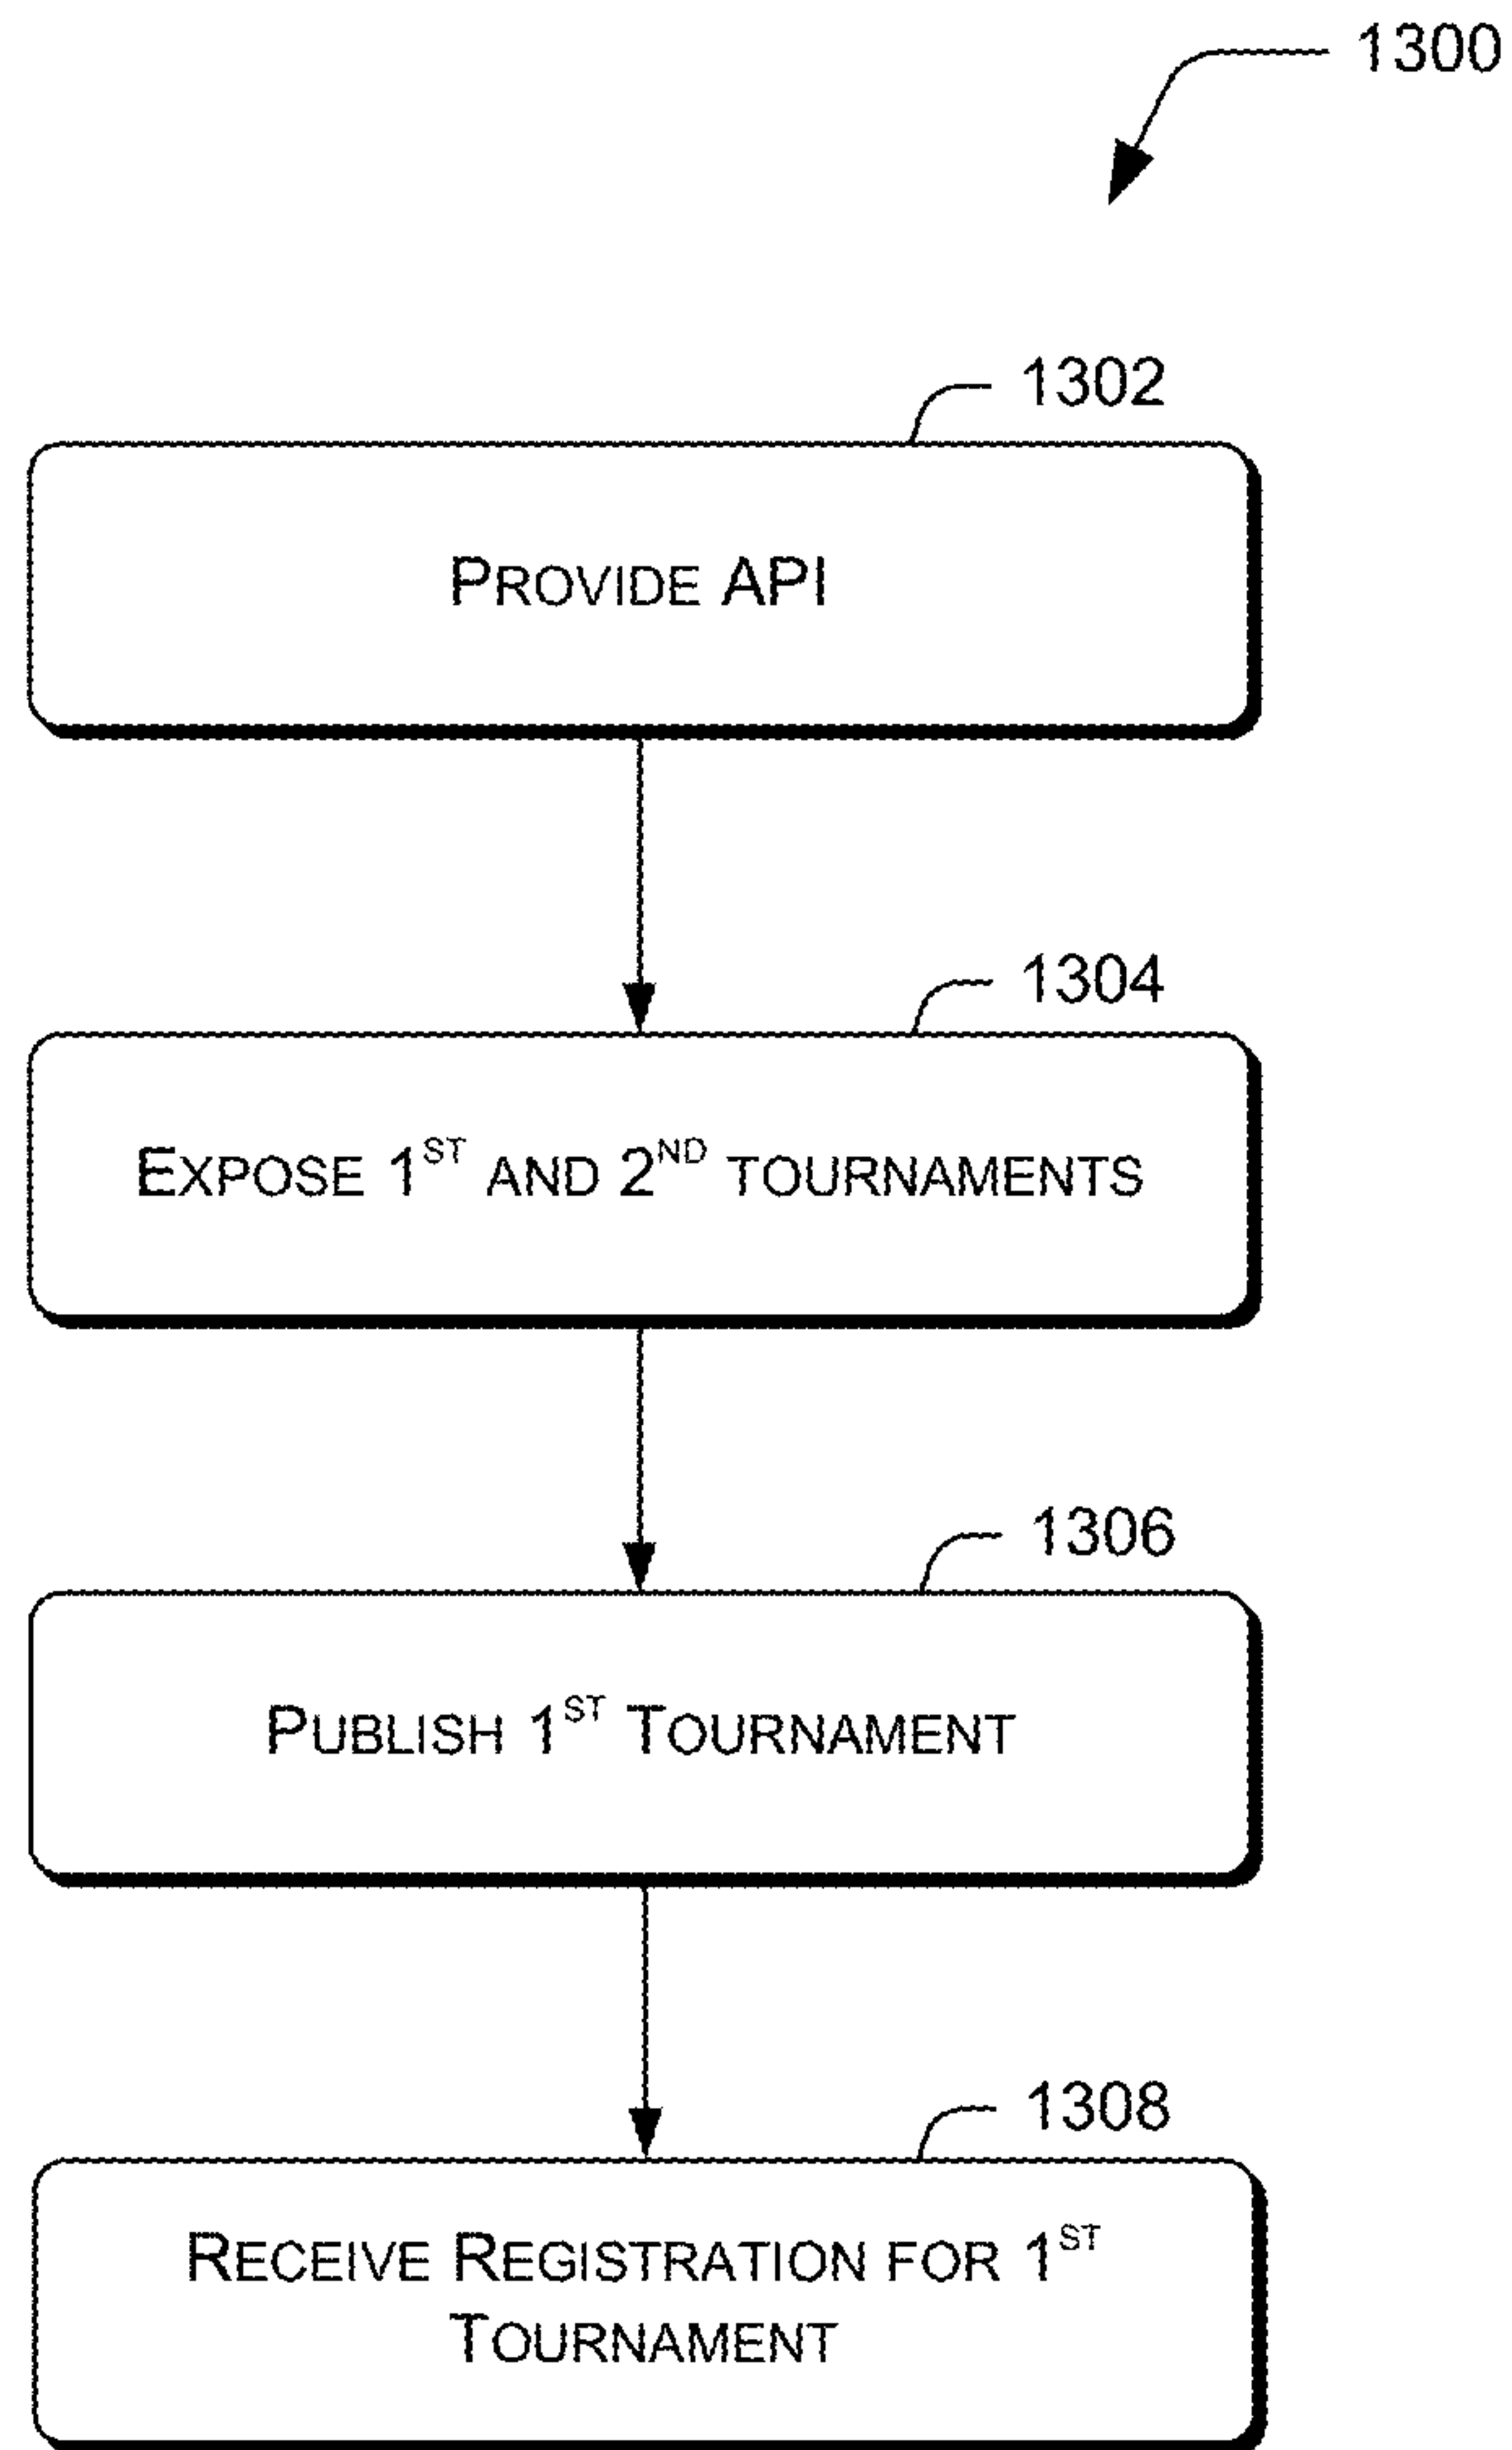 1300
1302
PROVIDE API
1304
EXPOSE 1ST AND 2ND TOURNAMENTS
1306
PUBLISH 1ST TOURNAMENT
1308
RECEIVE REGISTRATION FOR 1ST
TOURNAMENT